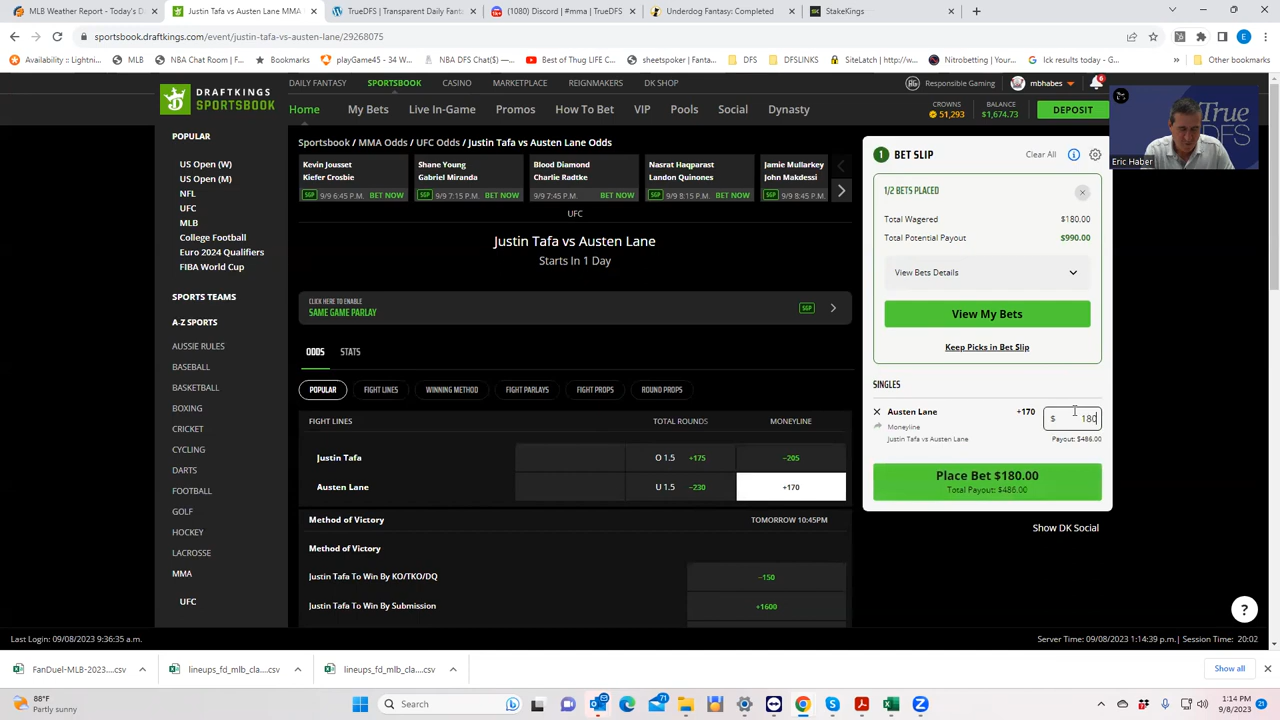 MLB Weather Report - Today's D
Justin Tafa vs Austen Lane MMA
TrueDFS | Transparent Daily Fant
(1080) Discord | #mma | TrueDFS
Underdog Fantasy: Completed
StakeKings
sportsbook.draftkings.com/event/justin-tafa-vs-austen-lane/29268075
Availability :: Lightni...
MLB
NBA Chat Room ( )
Bookmarks
playGame45 - 34 W...
NBA DFS Chat($) -...
Best of Thug LIFE C...
sheetspoker | Fanta...
DFS
DFSLINKS
SiteLatch | http://w...
Nitrobetting | How t...
Ick results for cwt - t...
Other bookmarks
DAILY FANTASY
SPORTSBOOK
CASINO
MARKETPLACE
REIGNMAKERS
DK SHOP
Responsible Gaming
mbhabes
6
DRAFTKINGS
SPORTSBOOK
Home
My Bets
Live In-Game
Promos
How To Bet
VIP
Pools
Social
Dynasty
CROWNS
51,293
BALANCE
$1,674.73
DEPOSIT
True
DFS
Eric Haber
POPULAR
US Open (W)
US Open (M)
NFL
UFC
MLB
College Football
Euro 2024 Qualifiers
FIBA World Cup
SPORTS TEAMS
A-Z SPORTS
AUSSIE RULES
BASEBALL
BASKETBALL
BOXING
CRICKET
DARTS
FOOTBALL
GOLF
HOCKEY
LACROSSE
MMA
UFC
Sportsbook / MMA Odds / UFC Odds / Justin Tafa vs Austen Lane Odds
Kevin Jousset
Kiefer Crosbie
SGP 9/9 6:45 P.M. BET NOW
Shane Young
Gabriel Miranda
SGP 9/9 7:15 P.M. BET NOW
Blood Diamond
Charlie Radtke
9/9 7:45 P.M. BET NOW
Nasrat Haqparast
Landon Quinones
SGP 9/9 8:15 P.M. BET NOW
Jamie Mullarkey
John Makdessi
SGP 9/9 8:45 P.M.
UFC
Justin Tafa vs Austen Lane
Starts In 1 Day
CLICK HERE TO ENABLE
SAME GAME PARLAY
SGP
ODDS
STATS
POPULAR
FIGHT LINES
WINNING METHOD
FIGHT PARLAYS
FIGHT PROPS
ROUND PROPS
FIGHT LINES
TOTAL ROUNDS
MONEYLINE
Justin Tafa
O 1.5 +175
−205
Austen Lane
U 1.5 −230
+170
Method of Victory
TOMORROW 10:45PM
Method of Victory
Justin Tafa To Win By KO/TKO/DQ
−150
Justin Tafa To Win By Submission
+1600
1 BET SLIP
Clear All
1/2 BETS PLACED
Total Wagered
$180.00
Total Potential Payout
$990.00
View Bets Details
View My Bets
Keep Picks in Bet Slip
SINGLES
Austen Lane
+170
$ 180
Moneyline
Justin Tafa vs Austen Lane
Payout: $486.00
Place Bet $180.00
Total Payout: $486.00
Show DK Social
?
Last Login: 09/08/2023 9:36:35 a.m.
Server Time: 09/08/2023 1:14:39 p.m.| Session Time: 20:02
FanDuel-MLB-2023....csv
lineups_fd_mlb_cla....csv
lineups_fd_mlb_cla....csv
Show all
88°F
Partly sunny
Search
71
1:14 PM
9/8/2023
21